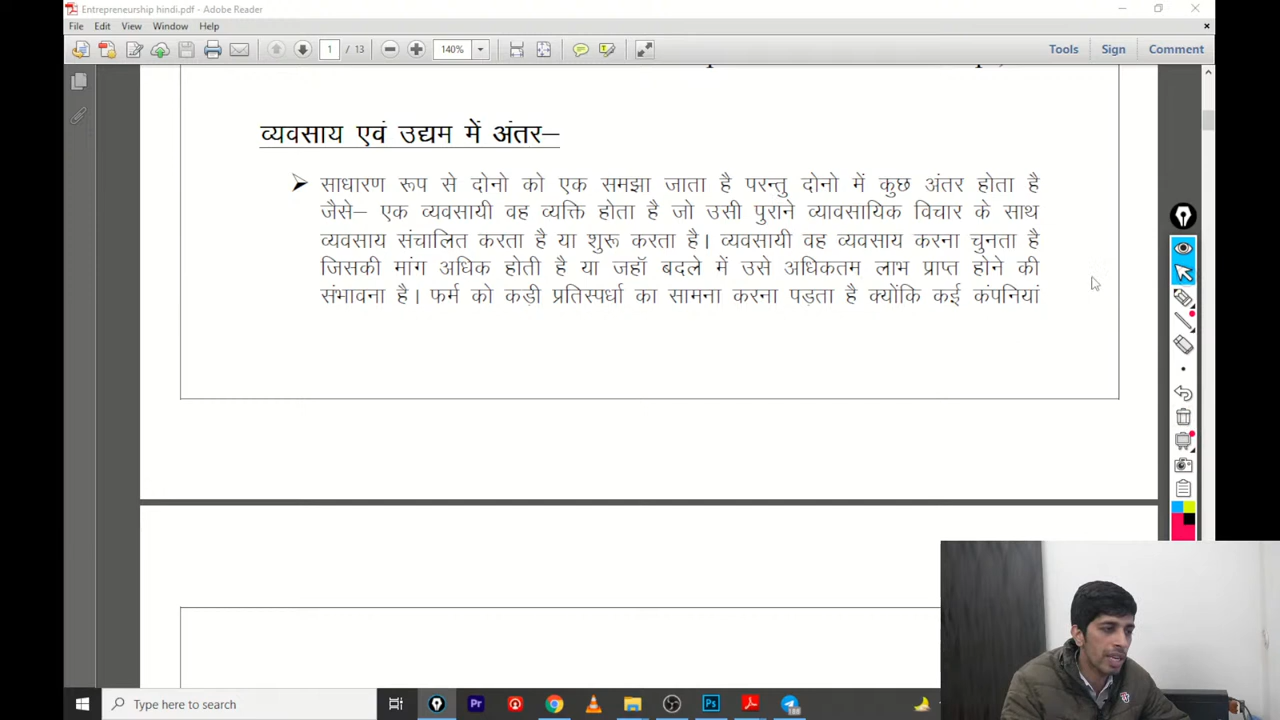 Entrepreneurship hindi.pdf - Adobe Reader
File Edit View Window Help
1 / 13 140% Tools Sign Comment
व्यवसाय एवं उद्यम में अंतर–
➢ साधारण रूप से दोनो को एक समझा जाता है परन्तु दोनो में कुछ अंतर होता है
जैसे– एक व्यवसायी वह व्यक्ति होता है जो उसी पुराने व्यावसायिक विचार के साथ
व्यवसाय संचालित करता है या शुरू करता है। व्यवसायी वह व्यवसाय करना चुनता है
जिसकी मांग अधिक होती है या जहॉ बदले में उसे अधिकतम लाभ प्राप्त होने की
संभावना है। फर्म को कड़ी प्रतिस्पर्धा का सामना करना पड़ता है क्योंकि कई कंपनियां
Type here to search